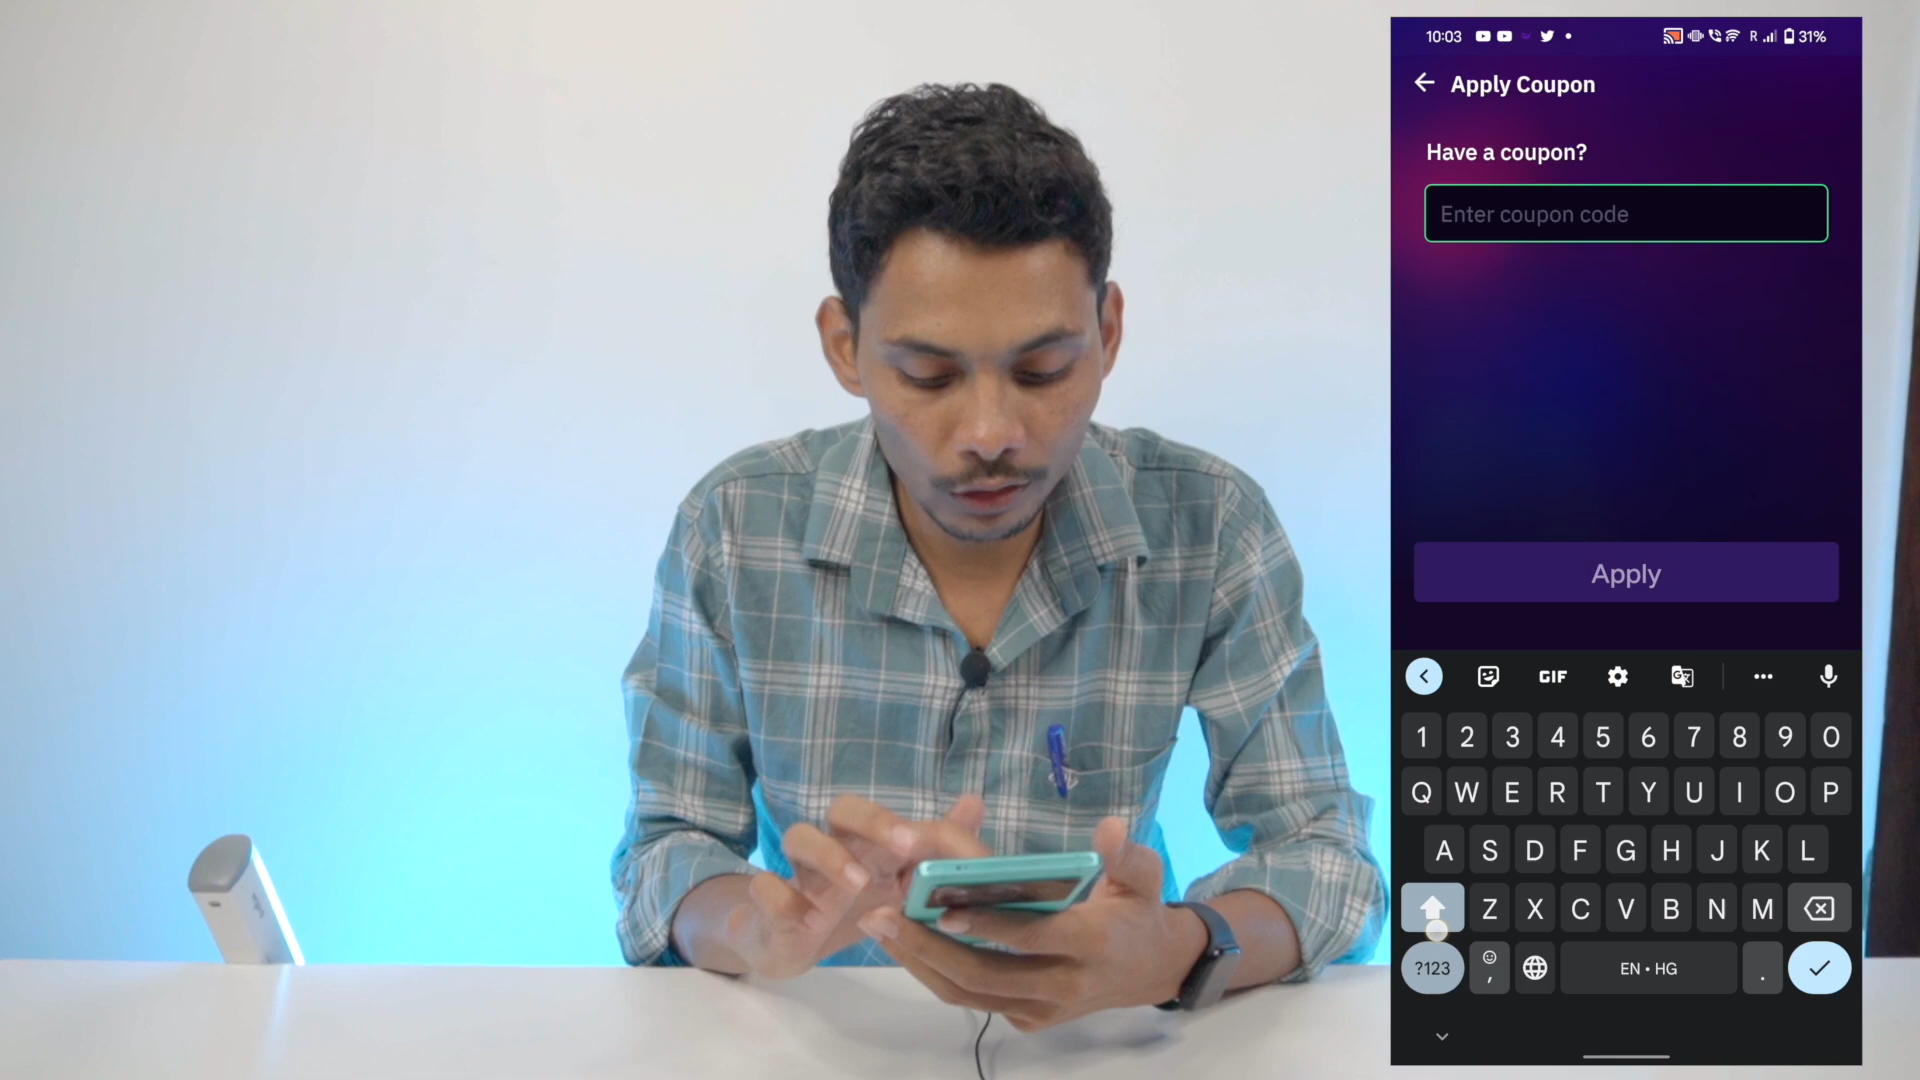 10:03 R 31%
Apply Coupon
Have a coupon?
Enter coupon code
Apply
GIF
1 2 3 4 5 6 7 8 9 0
Q W E R T Y U I O P
A S D F G H J K L
Z X C V B N M
?123 , EN • HG .